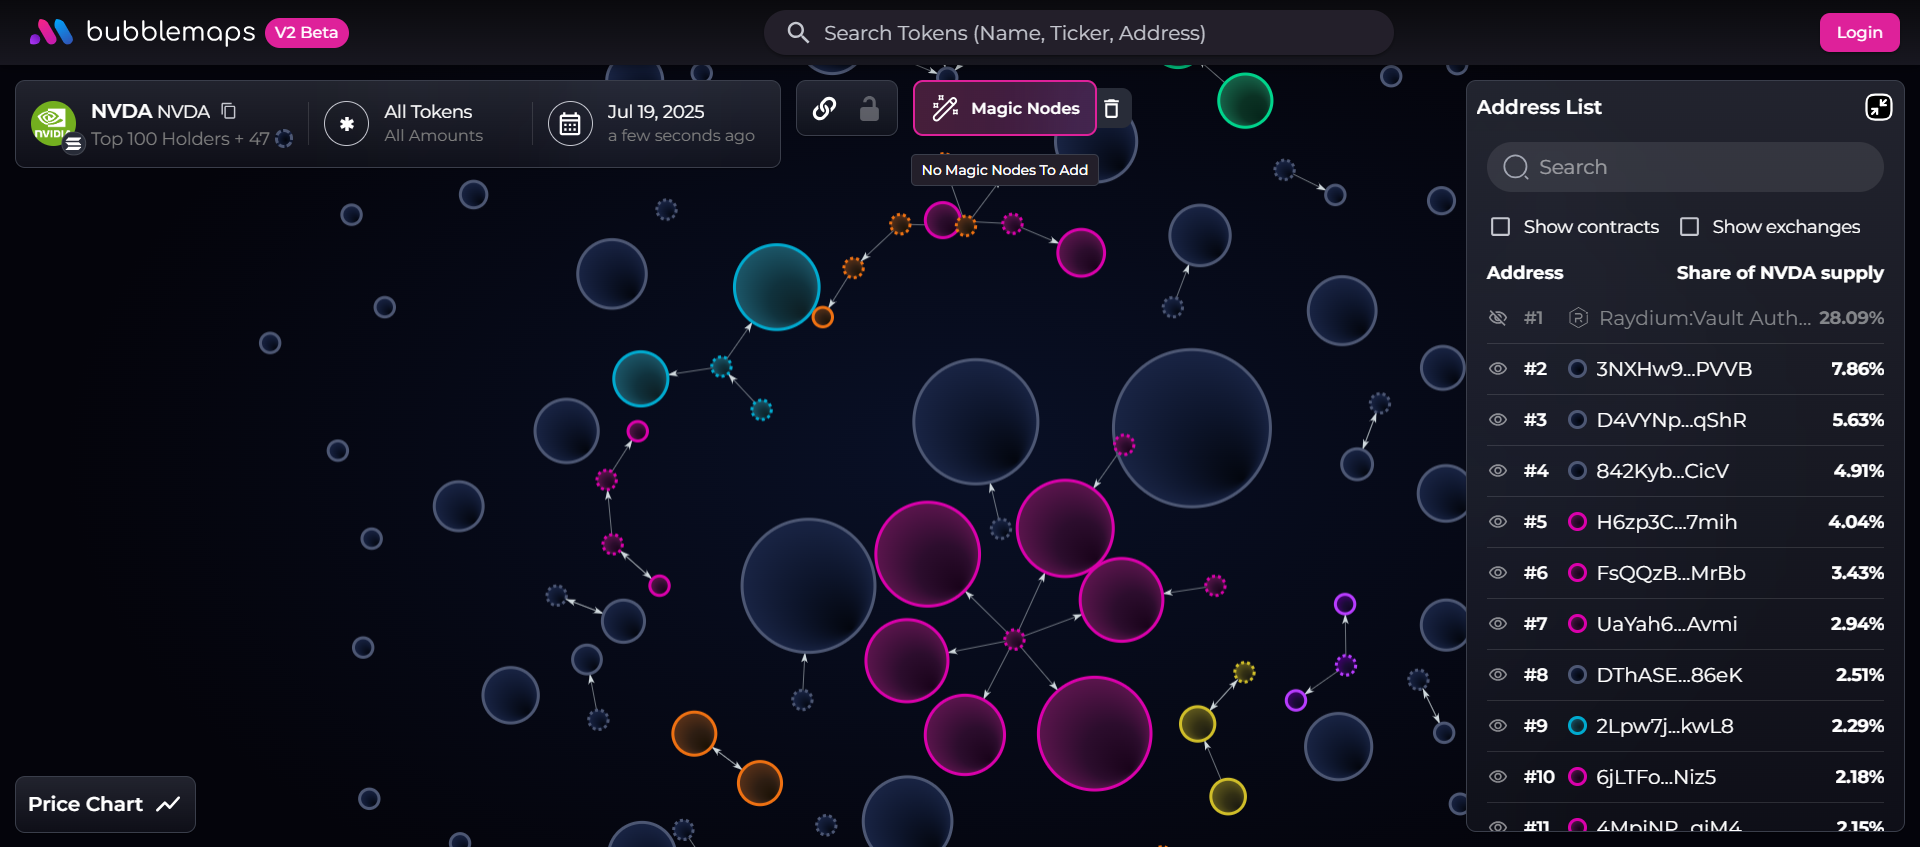 bubblemaps V2 Beta
Search Tokens (Name, Ticker, Address)
Login
NVDA NVDA
Top 100 Holders + 47
NVIDIA
All Tokens
All Amounts
Jul 19, 2025
a few seconds ago
Magic Nodes
No Magic Nodes To Add
Address List
Search
Show contracts
Show exchanges
Address Share of NVDA supply
#1 Raydium:Vault Auth... 28.09%
#2 3NXHw9...PVVB 7.86%
#3 D4VYNp...qShR 5.63%
#4 842Kyb...CicV 4.91%
#5 H6zp3C...7mih 4.04%
#6 FsQQzB...MrBb 3.43%
#7 UaYah6...Avmi 2.94%
#8 DThASE...86eK 2.51%
#9 2Lpw7j...kwL8 2.29%
#10 6jLTFo...Niz5 2.18%
#11 2.15%
Price Chart